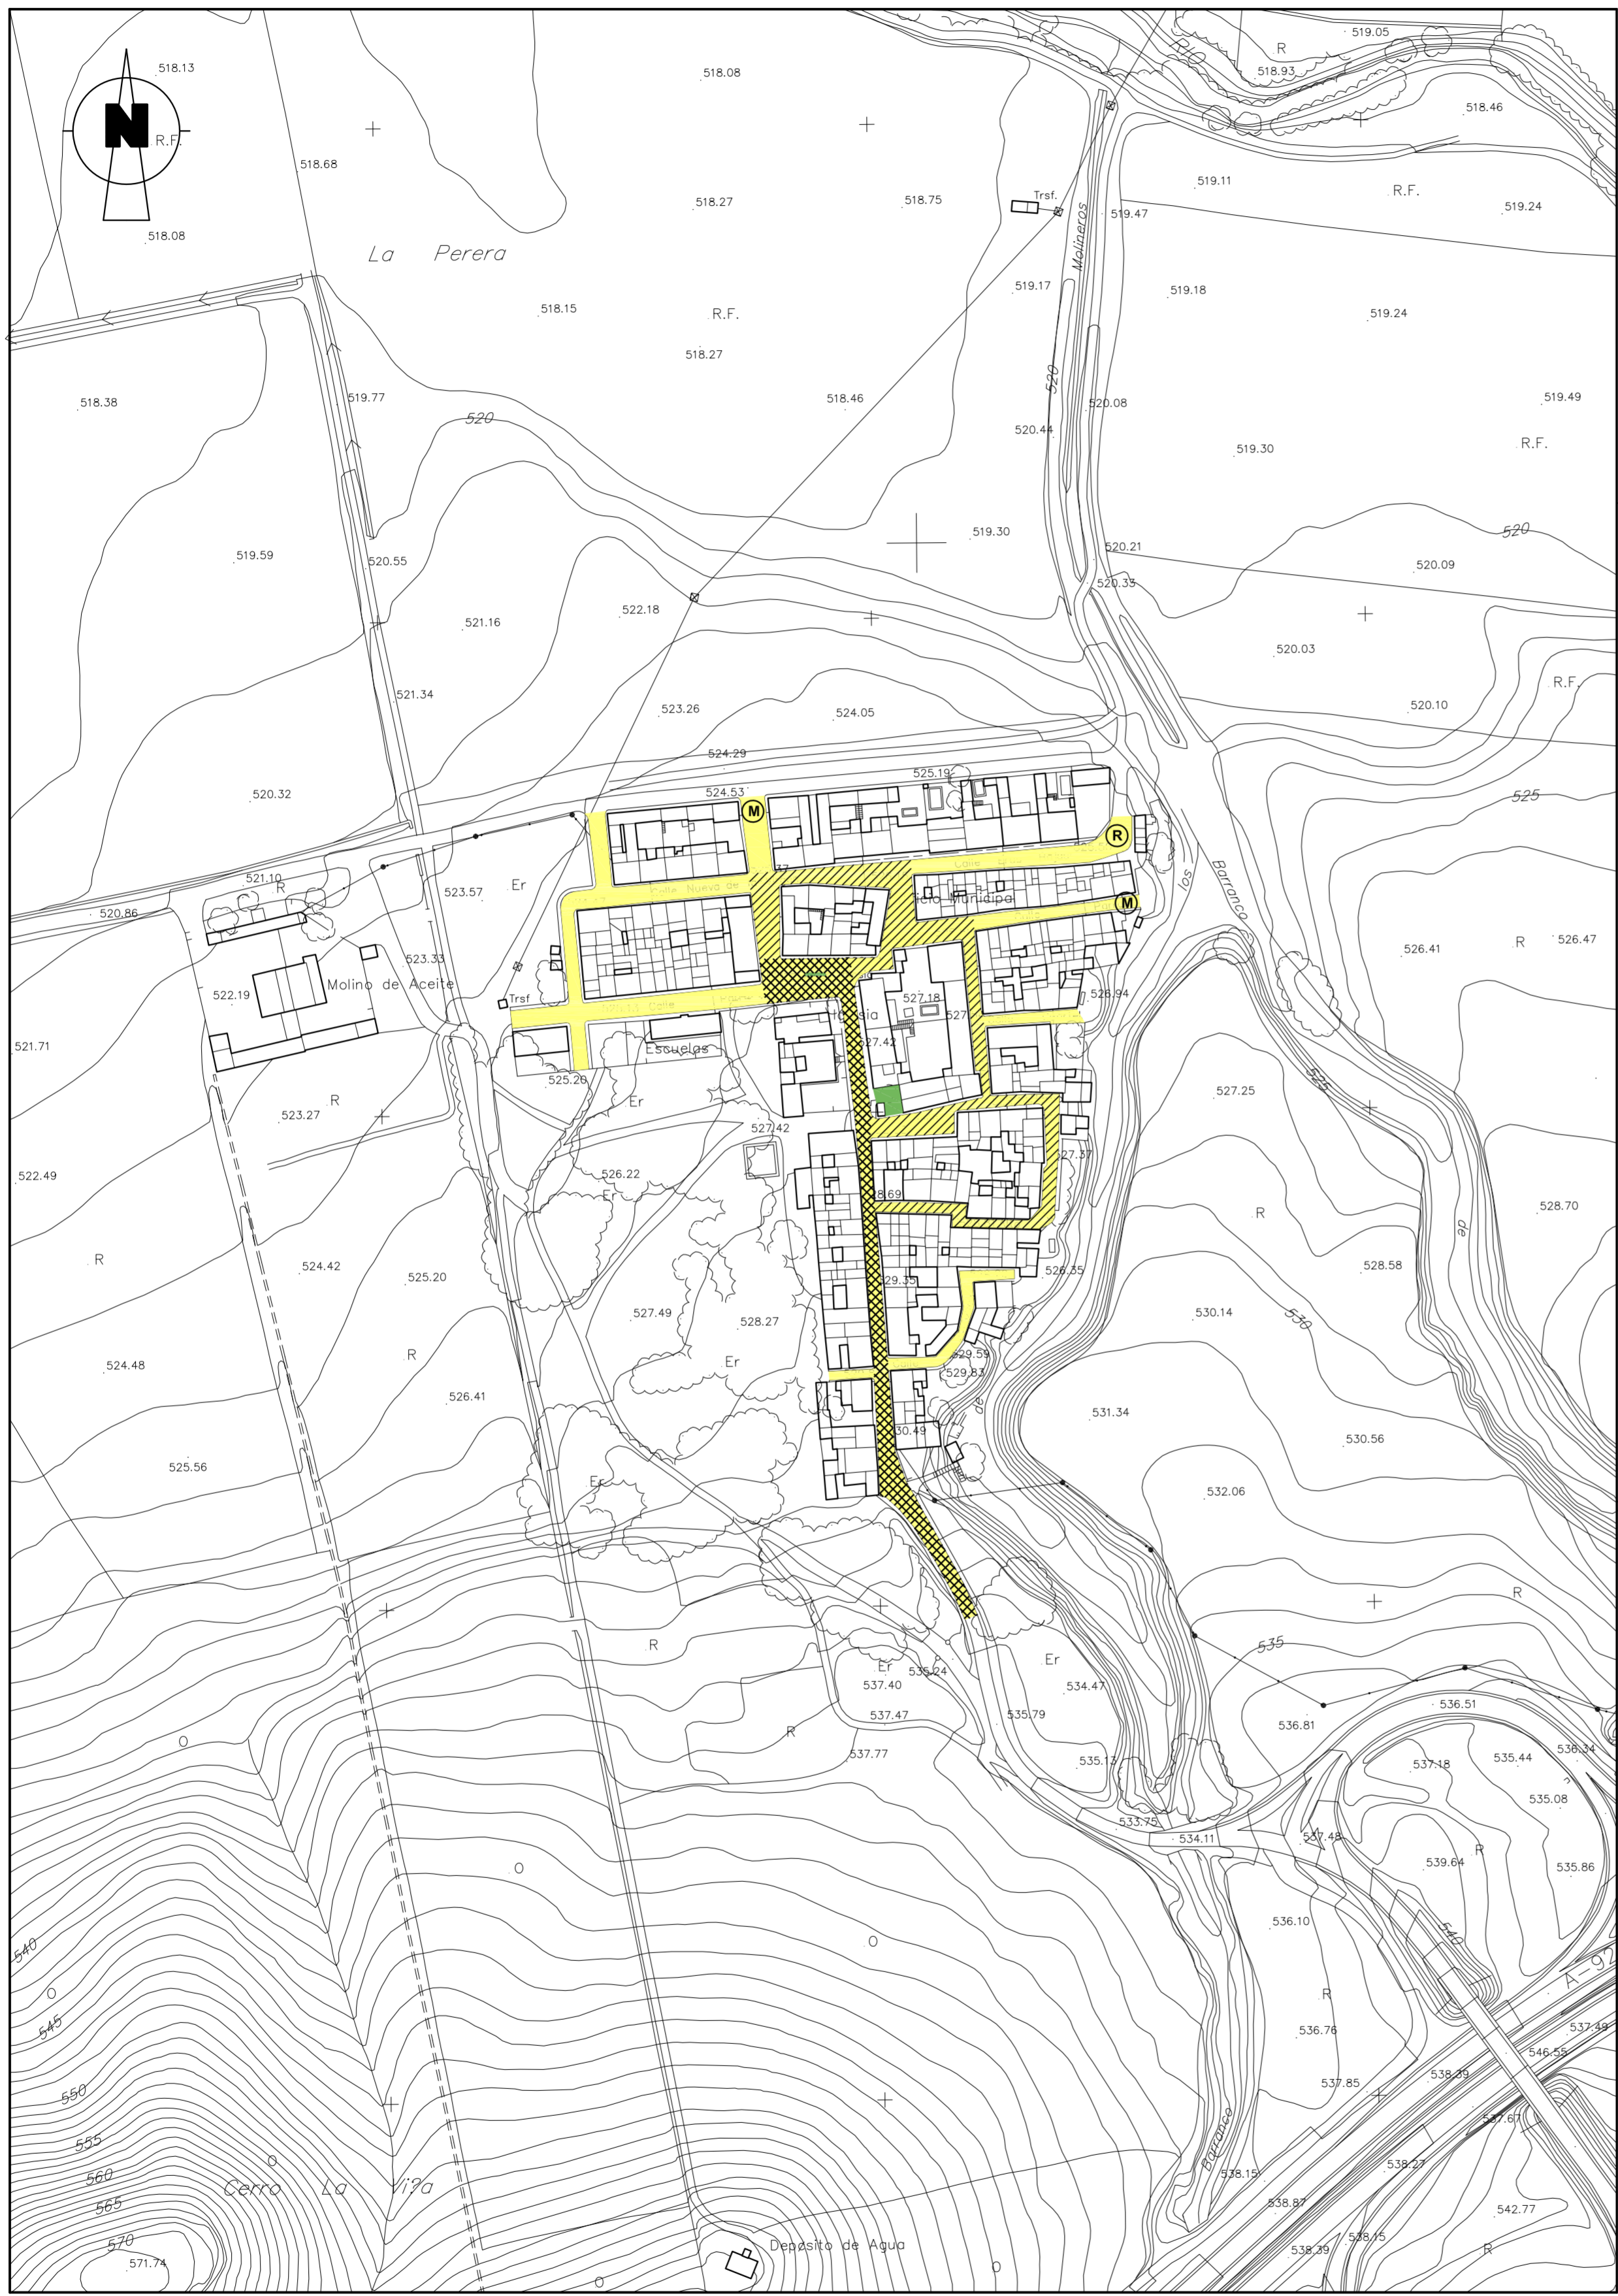 518.13
N
R.F.
518.08
518.68
518.08
La Perera
518.27
518.75
Trsf.
518.15
R.F.
518.27
R
519.05
518.93
518.46
519.11
R.F.
519.24
519.47
Molineros
519.17
519.18
519.24
518.38
519.77
520
518.46
520
520.08
520.44
519.30
519.49
R.F.
519.59
520.55
519.30
520.21
520
520.09
520.33
521.16
522.18
520.03
521.34
523.26
524.05
R.F.
520.10
524.29
520.32
524.53
525.19
525
M
R
521.10
R
523.57
Er
Calle Nueva de
Calle
Barranco
los
M
520.86
526.41
R
526.47
523.33
Molino de Aceite
522.19
Trsf
Calle
527.18
526.94
521.71
Escuelas
527.42
525.20
523.27
R
Er
527.42
527.25
525
522.49
526.22
Er
527.37
R
528.70
de
R
524.42
525.20
527.49
528.27
526.35
528.58
530.14
530
524.48
R
526.41
Er
529.59
529.83
de
531.34
530.56
525.56
Er
532.06
R
R
Er
535.24
537.40
Er
534.47
535
537.47
535.79
536.81
536.51
O
R
537.77
535.13
537.18
535.44
536.34
535.08
533.75
534.11
537.48
R
539.64
535.86
O
O
536.10
540
540
A-92
O
545
R
536.76
537.49
546.55
550
537.85
538.39
537.67
555
Barranco
560
O
538.15
538.27
565
Cerro La Vi?a
538.87
542.77
570
571.74
Depósito de Agua
538.39
538.15
R
O
O